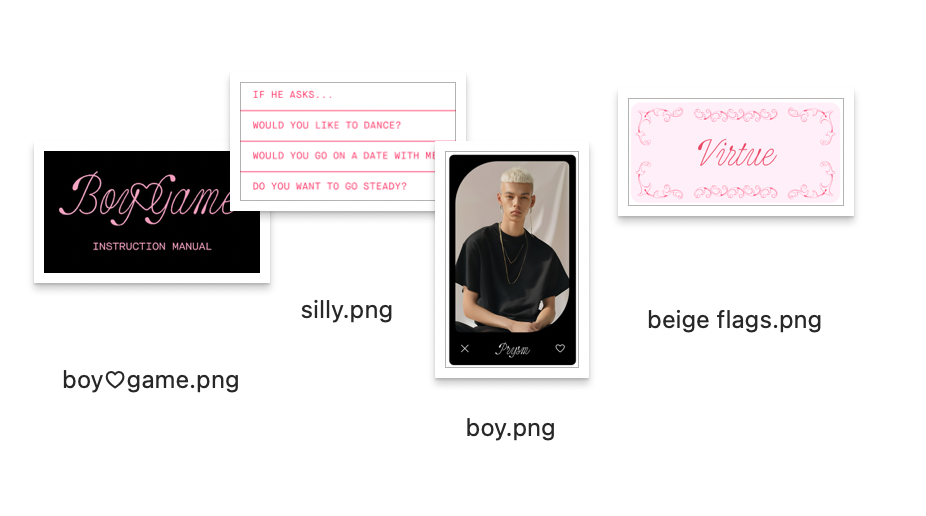 Boy♡Game
INSTRUCTION MANUAL
boy♡game.png
IF HE ASKS...
WOULD YOU LIKE TO DANCE?
WOULD YOU GO ON A DATE WITH ME
DO YOU WANT TO GO STEADY?
silly.png
Prysm
boy.png
Virtue
beige flags.png